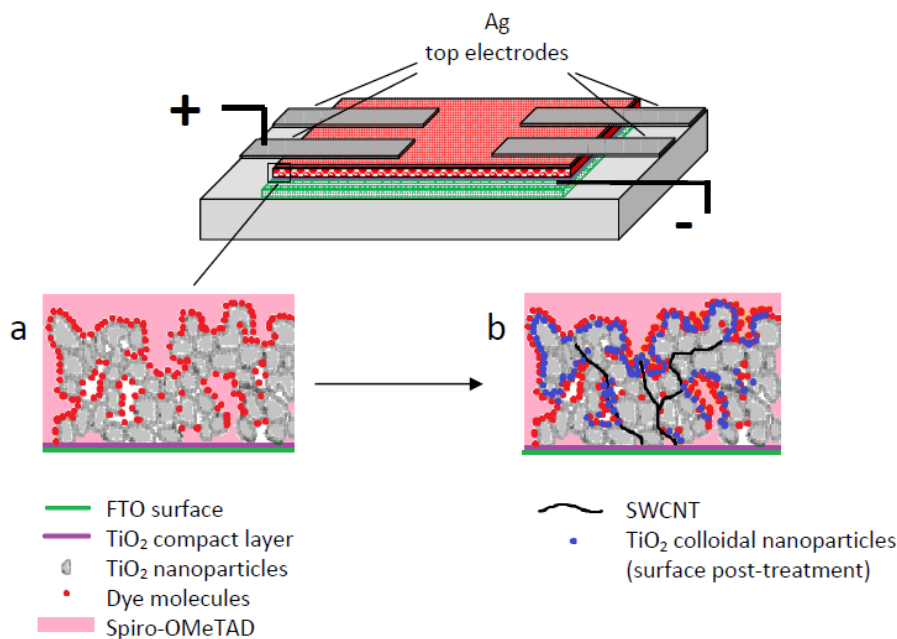 Ag
top electrodes
+
-
a
b
FTO surface
TiO₂ compact layer
TiO₂ nanoparticles
Dye molecules
Spiro-OMeTAD
SWCNT
TiO₂ colloidal nanoparticles
(surface post-treatment)